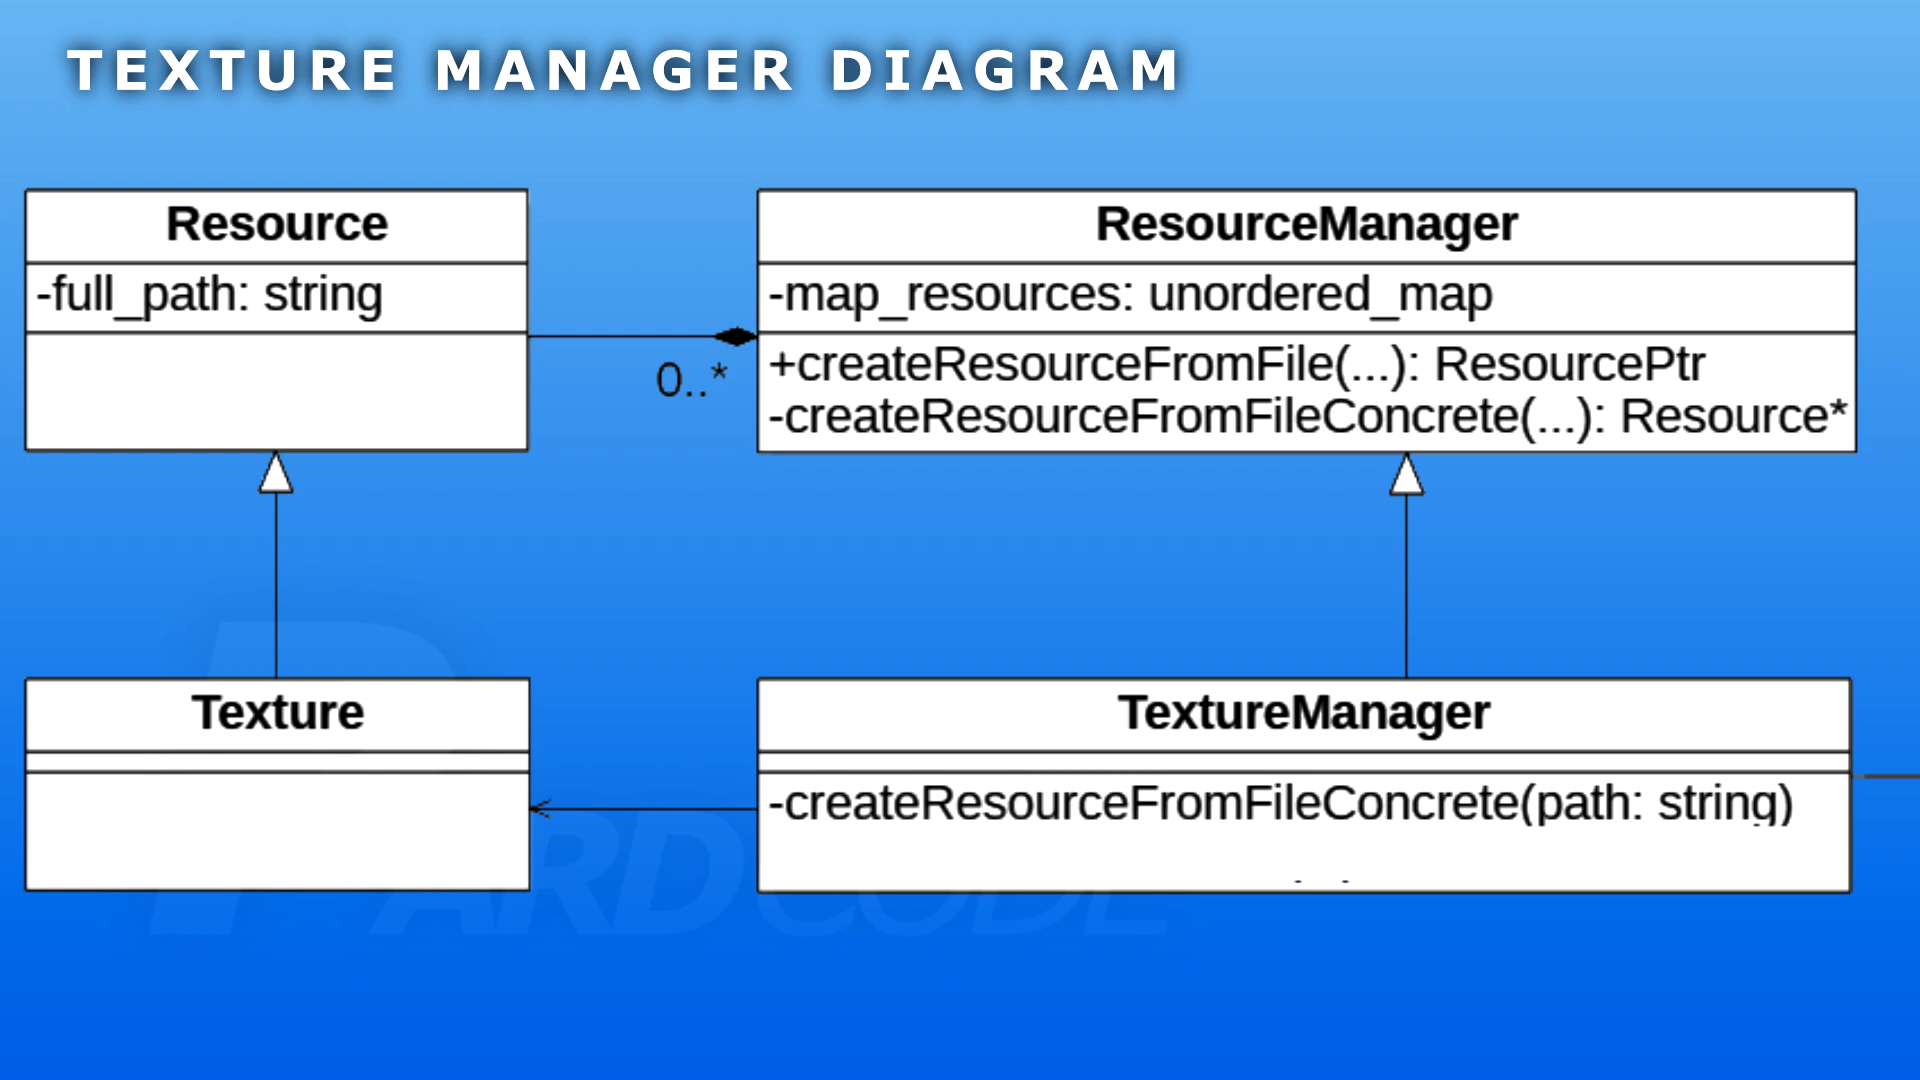 TEXTURE MANAGER DIAGRAM
Resource
-full_path: string
ResourceManager
-map_resources: unordered_map
+createResourceFromFile(...): ResourcePtr
-createResourceFromFileConcrete(...): Resource*
0..*
Texture
TextureManager
-createResourceFromFileConcrete(path: string)
PARDCODE